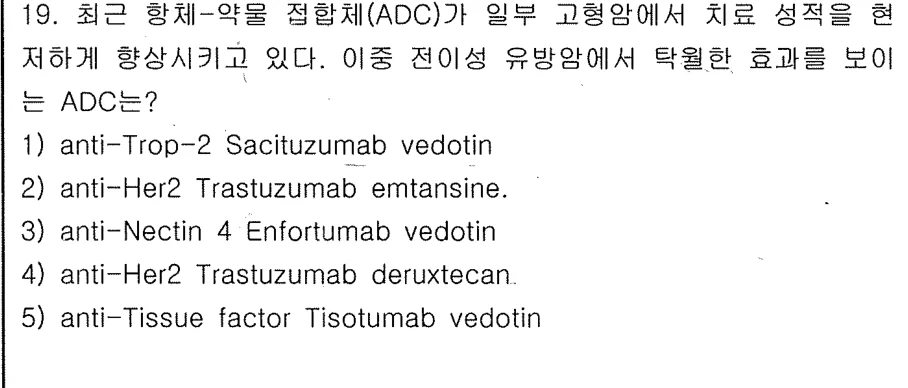 19. 최근 항체-약물 접합체(ADC)가 일부 고형암에서 치료 성적을 현
저하게 향상시키고 있다. 이중 전이성 유방암에서 탁월한 효과를 보이
는 ADC는?
1) anti-Trop-2 Sacituzumab vedotin
2) anti-Her2 Trastuzumab emtansine.
3) anti-Nectin 4 Enfortumab vedotin
4) anti-Her2 Trastuzumab deruxtecan
5) anti-Tissue factor Tisotumab vedotin